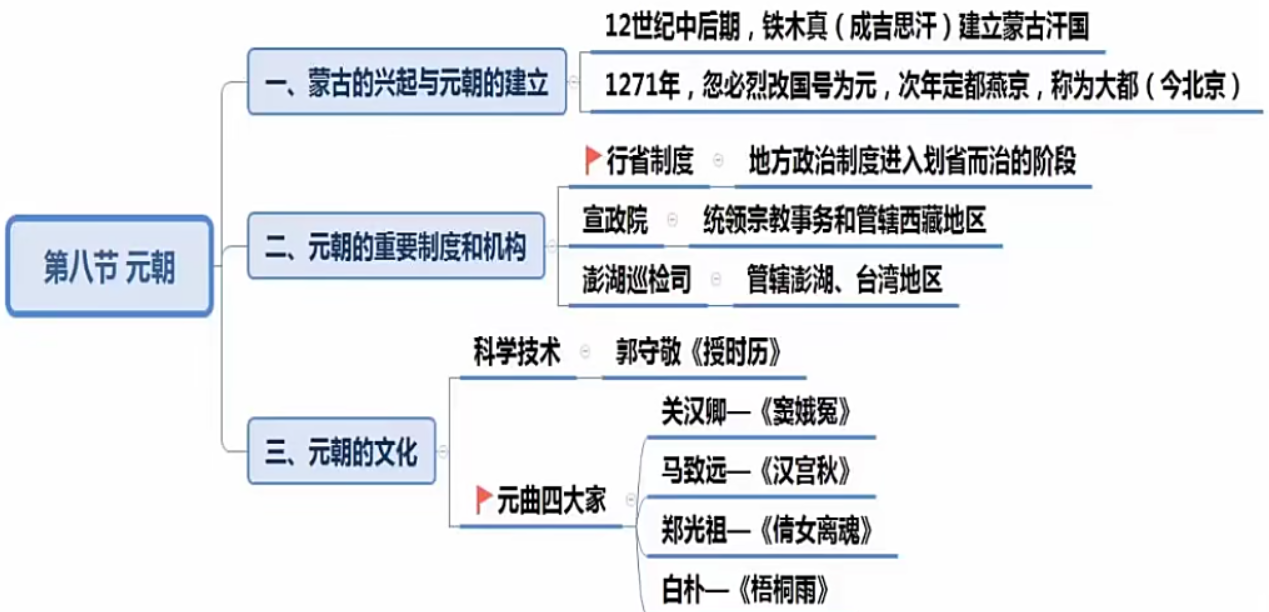 第八节 元朝
一、蒙古的兴起与元朝的建立
12世纪中后期，铁木真（成吉思汗）建立蒙古汗国
1271年，忽必烈改国号为元，次年定都燕京，称为大都（今北京）
二、元朝的重要制度和机构
行省制度
地方政治制度进入划省而治的阶段
宣政院
统领宗教事务和管辖西藏地区
澎湖巡检司
管辖澎湖、台湾地区
三、元朝的文化
科学技术
郭守敬《授时历》
元曲四大家
关汉卿—《窦娥冤》
马致远—《汉宫秋》
郑光祖—《倩女离魂》
白朴—《梧桐雨》